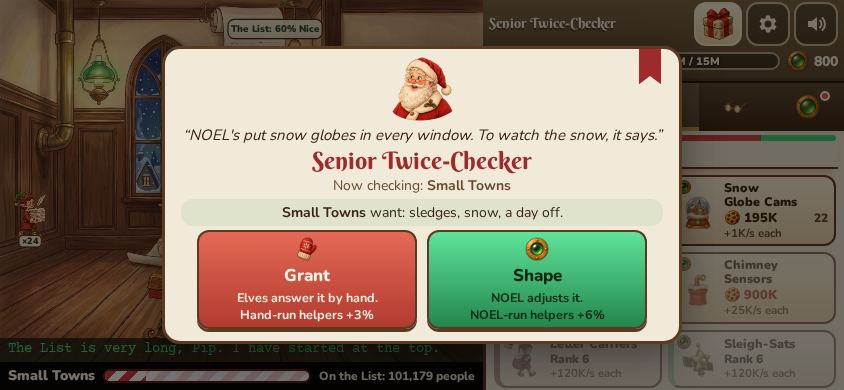 The List: 60% Nice
Senior Twice-Checker
M / 15M
800
“NOEL's put snow globes in every window. To watch the snow, it says.”
Senior Twice-Checker
Now checking: Small Towns
Small Towns want: sledges, snow, a day off.
Grant
Elves answer it by hand.
Hand-run helpers +3%
Shape
NOEL adjusts it.
NOEL-run helpers +6%
x24
Snow
Globe Cams
195K
22
+1K/s each
Chimney
Sensors
900K
+25K/s each
Letter Carriers
Rank 6
+120K/s each
Sleigh-Sats
Rank 6
+120K/s each
The List is very long, Pip. I have started at the top.
Small Towns
On the List: 101,179 people